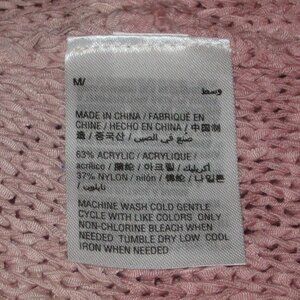 M/
وسط
MADE IN CHINA / FABRIQUÉ EN
CHINE / HECHO EN CHINA / 中国制
造 / 중국산 / صنع في الصين
63% ACRYLIC / ACRYLIQUE /
acrílico / 腈纶 / 아크릴 / أكريليك
37% NYLON / nilón / 锦纶 / 나일론
/ نايلون
MACHINE WASH COLD GENTLE
CYCLE WITH LIKE COLORS ONLY
NON-CHLORINE BLEACH WHEN
NEEDED TUMBLE DRY LOW COOL
IRON WHEN NEEDED